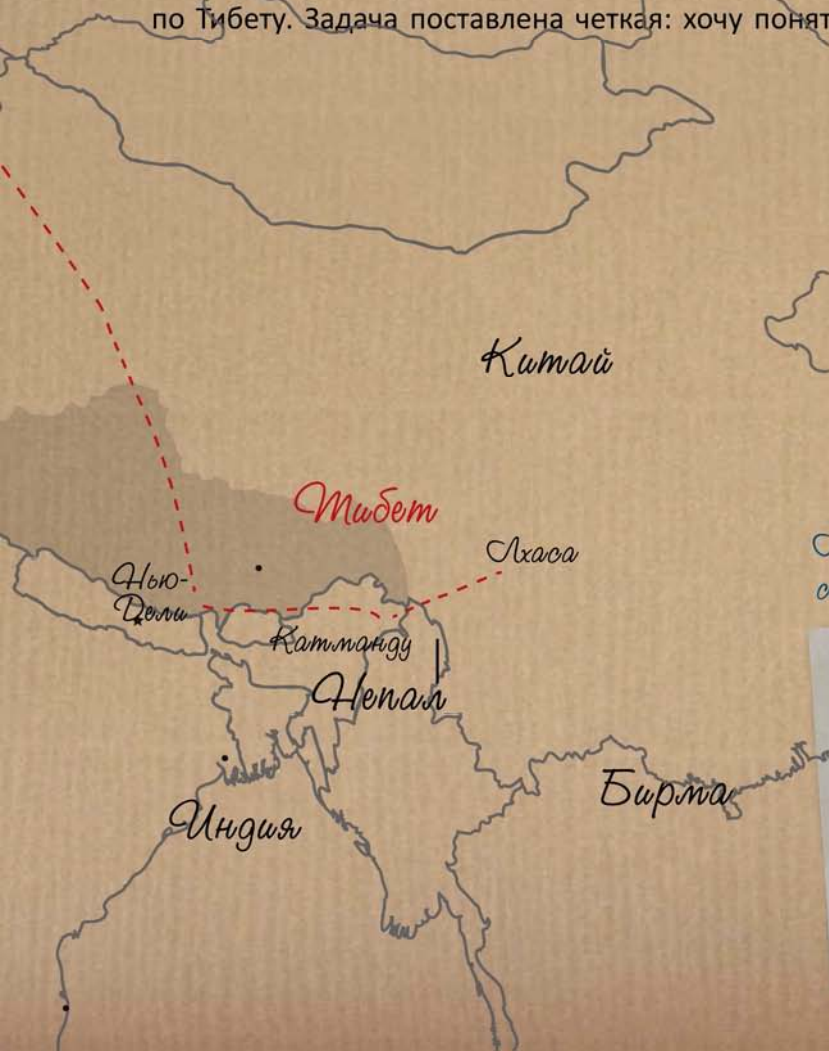 по Тибету. Задача поставлена четкая: хочу понят
Китай
Тибет
Лхаса
Нью-
Дели
Катманду
Непал
Бирма
Индия